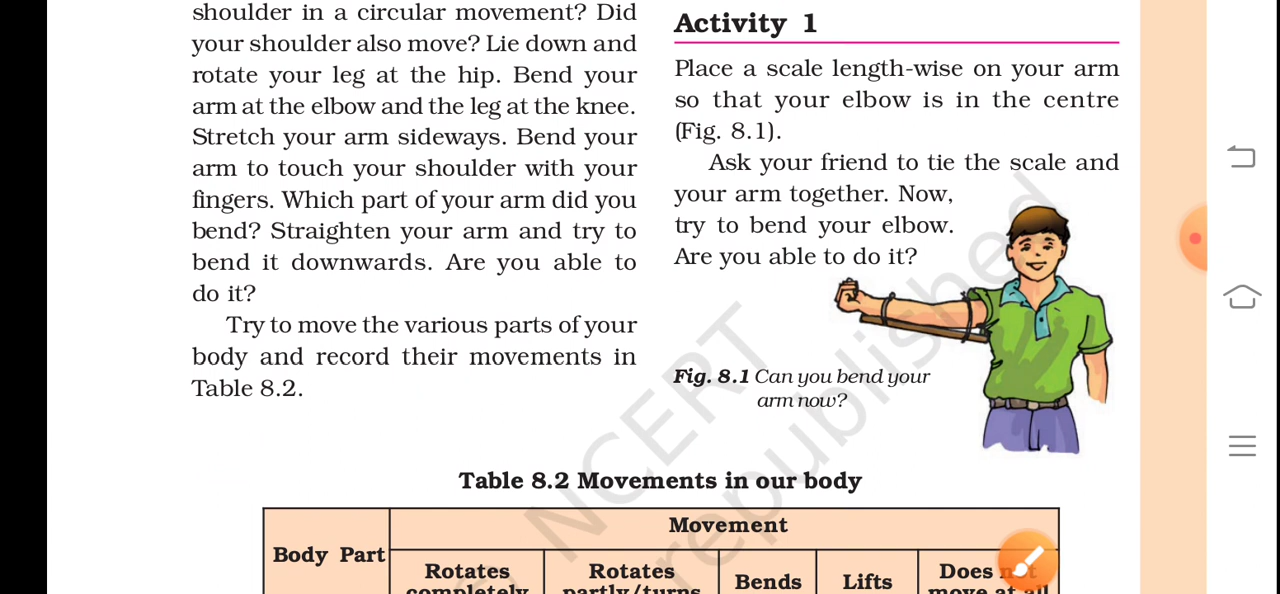 shoulder in a circular movement? Did
your shoulder also move? Lie down and
rotate your leg at the hip. Bend your
arm at the elbow and the leg at the knee.
Stretch your arm sideways. Bend your
arm to touch your shoulder with your
fingers. Which part of your arm did you
bend? Straighten your arm and try to
bend it downwards. Are you able to
do it?
Try to move the various parts of your
body and record their movements in
Table 8.2.
Activity 1
Place a scale length-wise on your arm
so that your elbow is in the centre
(Fig. 8.1).
Ask your friend to tie the scale and
your arm together. Now,
try to bend your elbow.
Are you able to do it?
Fig. 8.1 Can you bend your
arm now?
Table 8.2 Movements in our body
Body Part
Movement
Rotates
completely
Rotates
partly/turns
Bends
Lifts
Does not
move at all
NCERT
republished